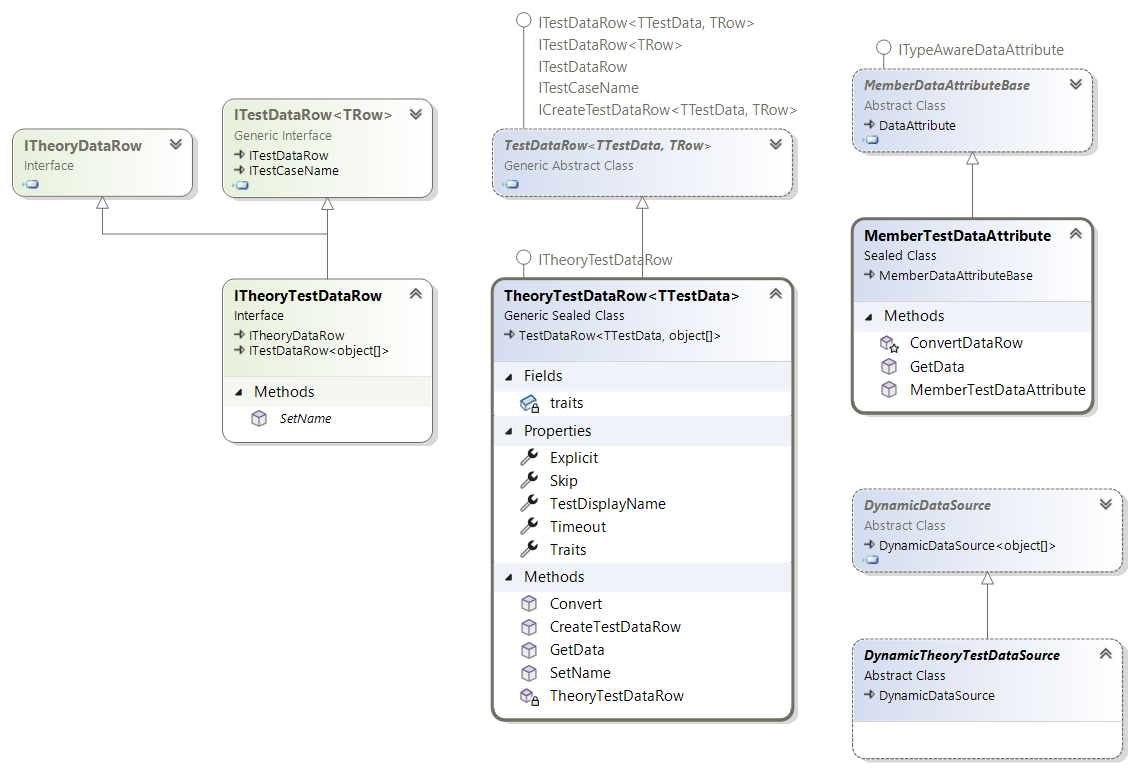 ITheoryDataRow
Interface
ITestDataRow<TRow>
Generic Interface
ITestDataRow
ITestCaseName
ITheoryTestDataRow
Interface
ITheoryDataRow
ITestDataRow<object[]>
Methods
SetName
ITestDataRow<TTestData, TRow>
ITestDataRow<TRow>
ITestDataRow
ITestCaseName
ICreateTestDataRow<TTestData, TRow>
TestDataRow<TTestData, TRow>
Generic Abstract Class
ITheoryTestDataRow
TheoryTestDataRow<TTestData>
Generic Sealed Class
TestDataRow<TTestData, object[]>
Fields
traits
Properties
Explicit
Skip
TestDisplayName
Timeout
Traits
Methods
Convert
CreateTestDataRow
GetData
SetName
TheoryTestDataRow
ITypeAwareDataAttribute
MemberDataAttributeBase
Abstract Class
DataAttribute
MemberTestDataAttribute
Sealed Class
MemberDataAttributeBase
Methods
ConvertDataRow
GetData
MemberTestDataAttribute
DynamicDataSource
Abstract Class
DynamicDataSource<object[]>
DynamicTheoryTestDataSource
Abstract Class
DynamicDataSource